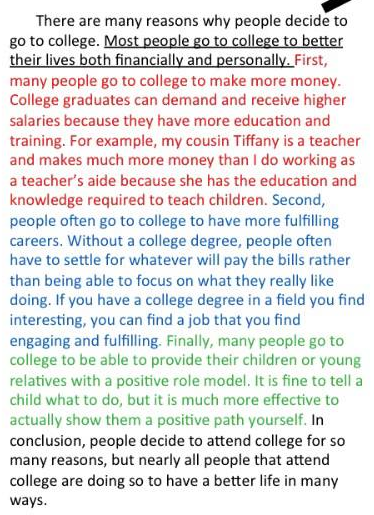 There are many reasons why people decide to
go to college. Most people go to college to better
their lives both financially and personally. First,
many people go to college to make more money.
College graduates can demand and receive higher
salaries because they have more education and
training. For example, my cousin Tiffany is a teacher
and makes much more money than I do working as
a teacher's aide because she has the education and
knowledge required to teach children. Second,
people often go to college to have more fulfilling
careers. Without a college degree, people often
have to settle for whatever will pay the bills rather
than being able to focus on what they really like
doing. If you have a college degree in a field you find
interesting, you can find a job that you find
engaging and fulfilling. Finally, many people go to
college to be able to provide their children or young
relatives with a positive role model. It is fine to tell a
child what to do, but it is much more effective to
actually show them a positive path yourself. In
conclusion, people decide to attend college for so
many reasons, but nearly all people that attend
college are doing so to have a better life in many
ways.